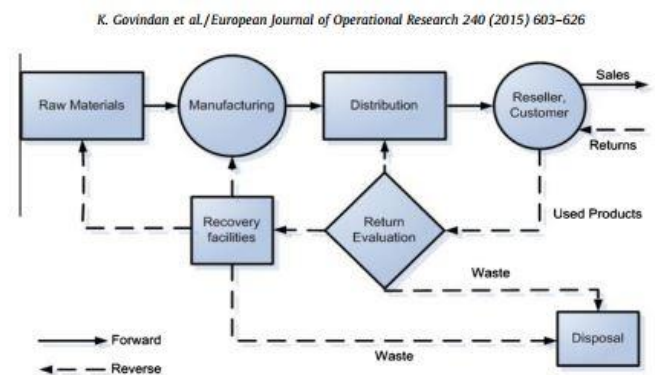 K. Govindan et al./European Journal of Operational Research 240 (2015) 603–626
Raw Materials
Manufacturing
Distribution
Reseller,
Customer
Sales
Returns
Recovery
facilities
Return
Evaluation
Used Products
Waste
Disposal
Waste
Forward
Reverse